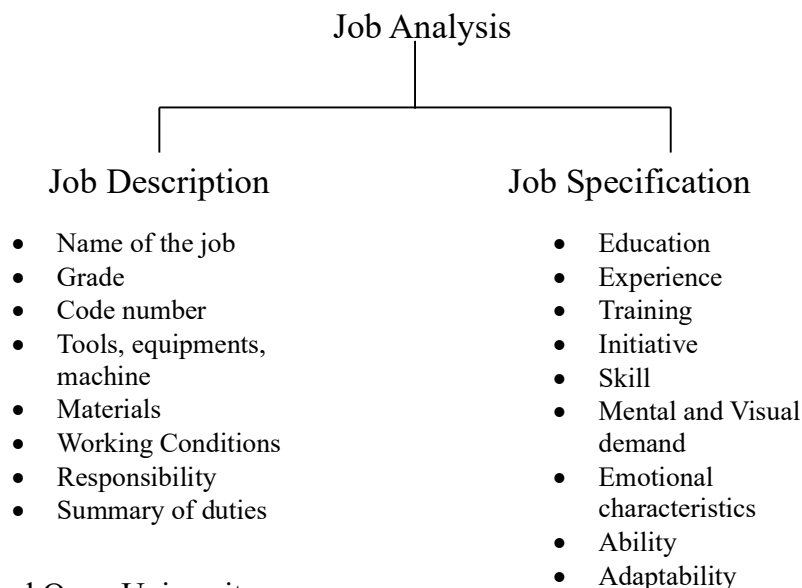 Job Analysis
Job Description
• Name of the job
• Grade
• Code number
• Tools, equipments,
machine
• Materials
• Working Conditions
• Responsibility
• Summary of duties
Job Specification
• Education
• Experience
• Training
• Initiative
• Skill
• Mental and Visual
demand
• Emotional
characteristics
• Ability
• Adaptability